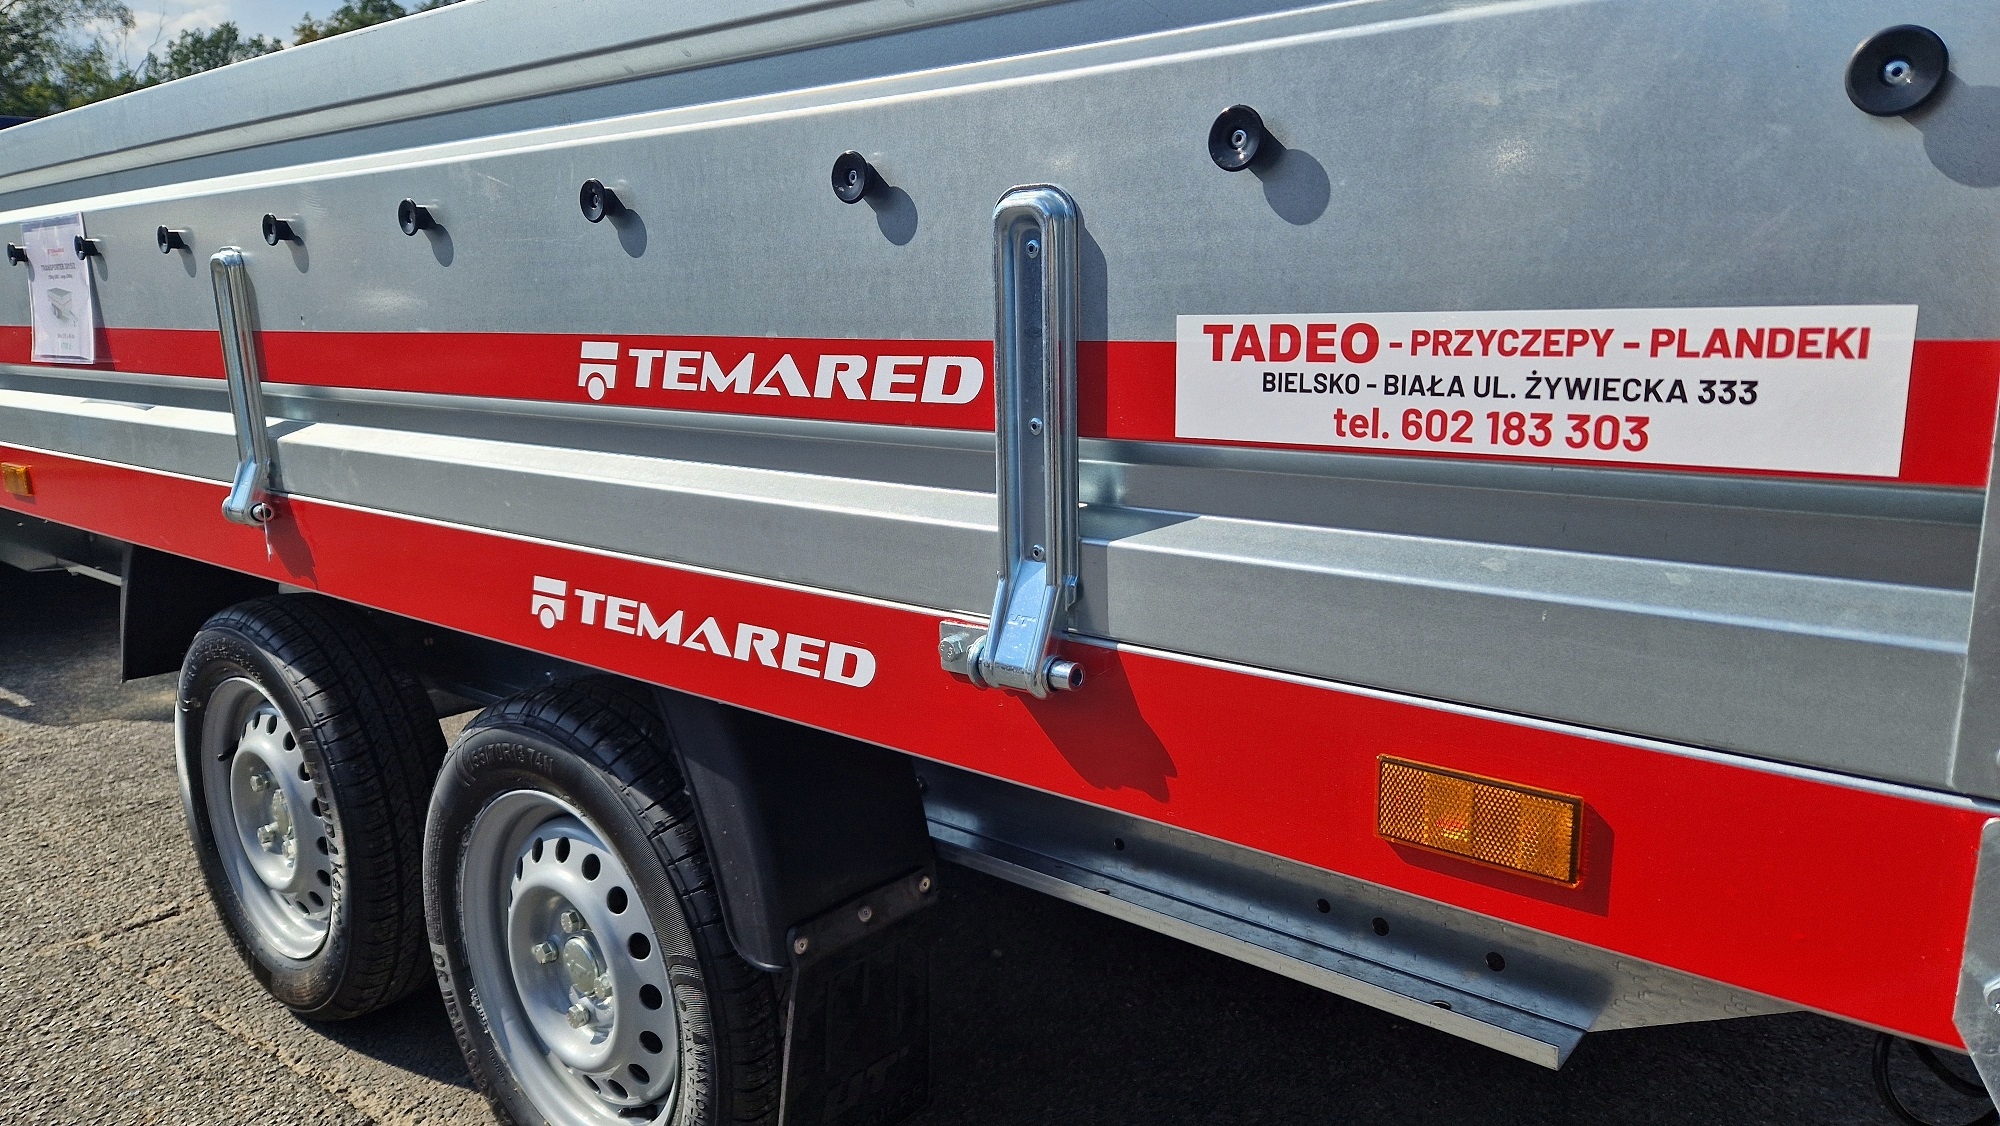 TEMARED
TADEO - PRZYCZEPY - PLANDEKI
BIELSKO - BIAŁA UL. ŻYWIECKA 333
tel. 602 183 303
TEMARED